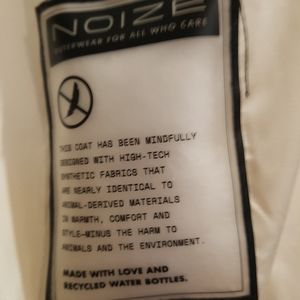 NOIZE
OUTERWEAR FOR ALL WHO CARE
THIS COAT HAS BEEN MINDFULLY
DESIGNED WITH HIGH-TECH
SYNTHETIC FABRICS THAT
ARE NEARLY IDENTICAL TO
ANIMAL-DERIVED MATERIALS
IN WARMTH, COMFORT AND
STYLE-MINUS THE HARM TO
ANIMALS AND THE ENVIRONMENT.
MADE WITH LOVE AND
RECYCLED WATER BOTTLES.